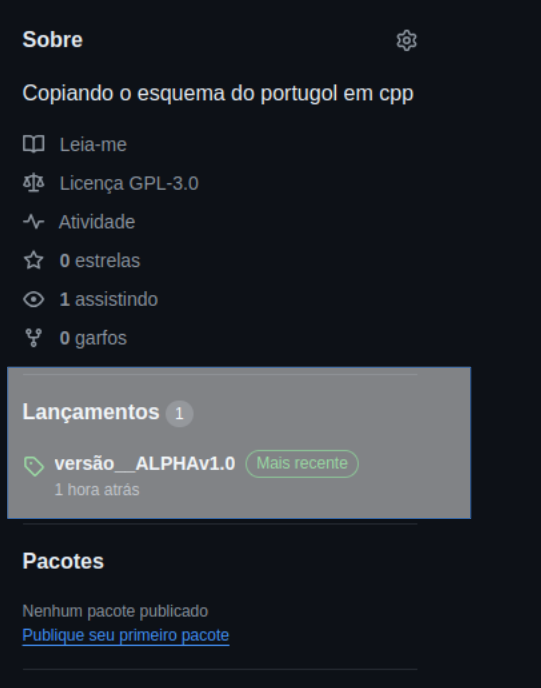 Sobre
Copiando o esquema do portugol em cpp
Leia-me
Licença GPL-3.0
Atividade
0 estrelas
1 assistindo
0 garfos
Lançamentos 1
versão__ALPHAv1.0 Mais recente
1 hora atrás
Pacotes
Nenhum pacote publicado
Publique seu primeiro pacote